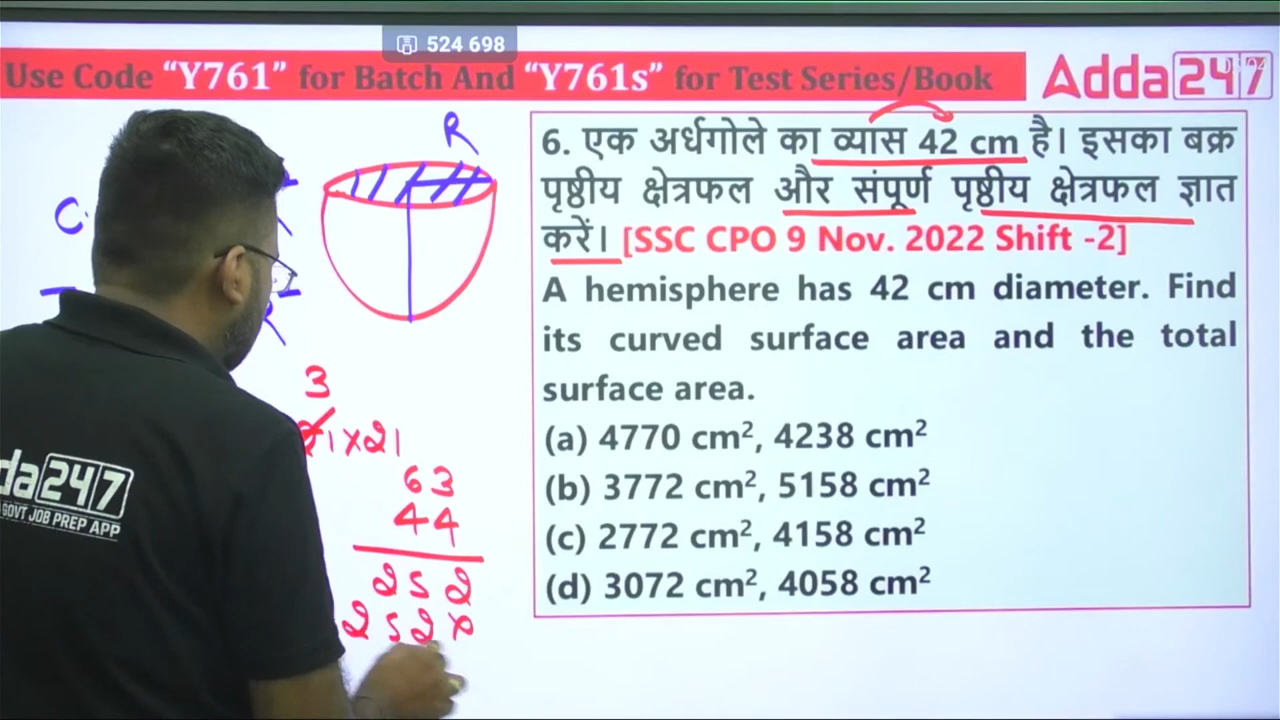 524 698
Use Code “Y761” for Batch And “Y761s” for Test Series/Book
Adda247
R
C.
6. एक अर्धगोले का व्यास 42 cm है। इसका बक्र
पृष्ठीय क्षेत्रफल और संपूर्ण पृष्ठीय क्षेत्रफल ज्ञात
करें। [SSC CPO 9 Nov. 2022 Shift -2]
A hemisphere has 42 cm diameter. Find
its curved surface area and the total
surface area.
(a) 4770 cm², 4238 cm²
(b) 3772 cm², 5158 cm²
(c) 2772 cm², 4158 cm²
(d) 3072 cm², 4058 cm²
3
21 x 21
63
44
252
252x
da247
GOVT JOB PREP APP